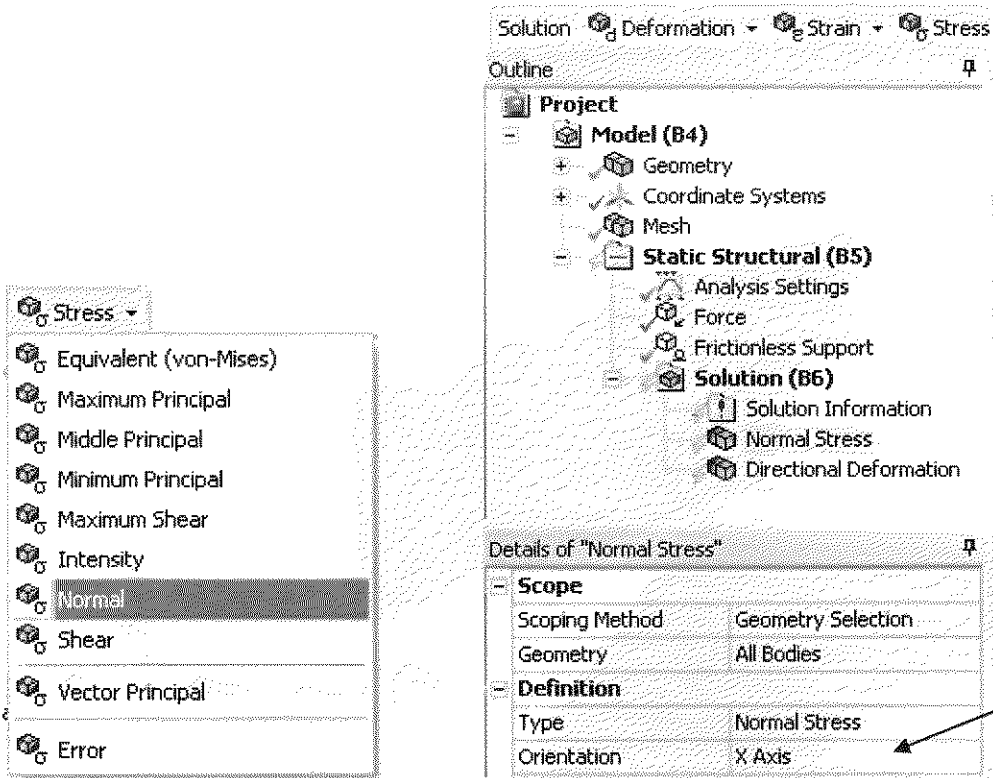 Solution Deformation Strain Stress
Outline
Project
Model (B4)
Geometry
Coordinate Systems
Mesh
Static Structural (B5)
Analysis Settings
Force
Frictionless Support
Solution (B6)
Solution Information
Normal Stress
Directional Deformation
Stress
Equivalent (von-Mises)
Maximum Principal
Middle Principal
Minimum Principal
Maximum Shear
Intensity
Normal
Shear
Vector Principal
Error
Details of "Normal Stress"
Scope
Scoping Method Geometry Selection
Geometry All Bodies
Definition
Type Normal Stress
Orientation X Axis